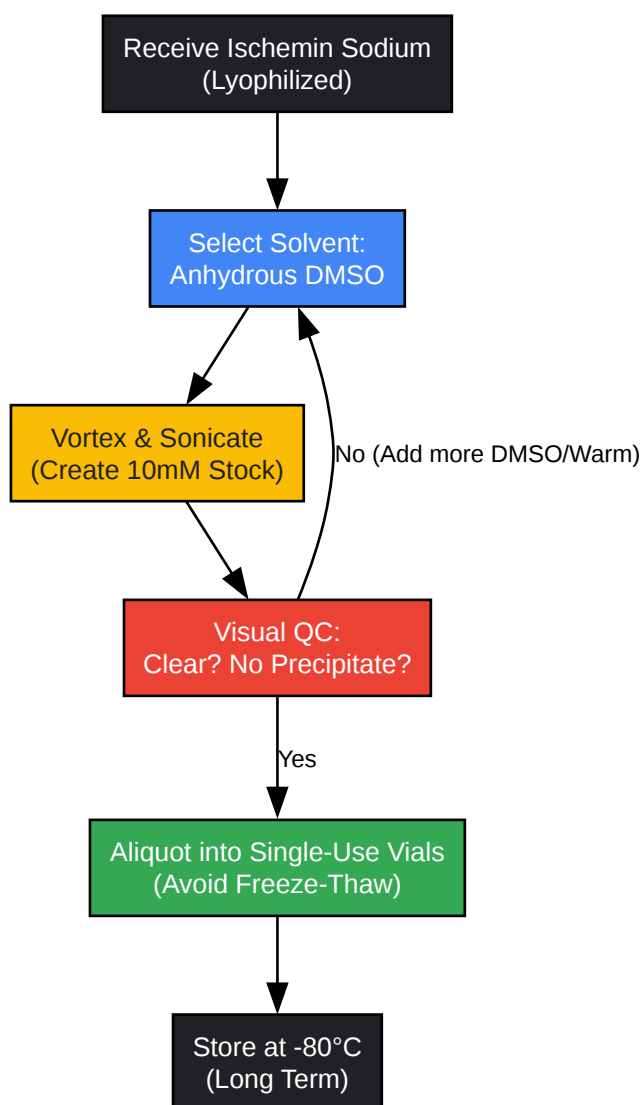 Receive Ischemin Sodium
(Lyophilized)
Select Solvent:
Anhydrous DMSO
Vortex & Sonicate
(Create 10mM Stock)
No (Add more DMSO/Warm)
Visual QC:
Clear? No Precipitate?
Yes
Aliquot into Single-Use Vials
(Avoid Freeze-Thaw)
Store at -80°C
(Long Term)